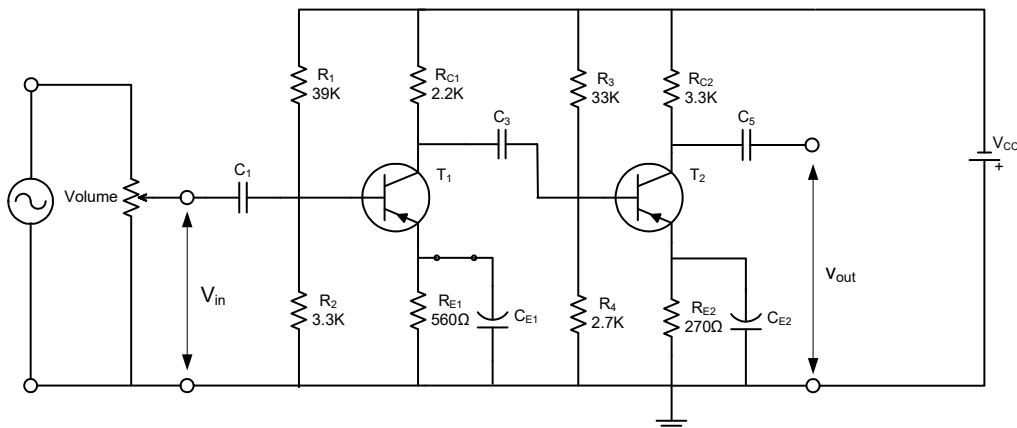 R1
39K
RC1
2.2K
R3
33K
RC2
3.3K
C3
C5
VCC
+
Volume
C1
T1
T2
Vin
vout
R2
3.3K
RE1
560Ω
CE1
R4
2.7K
RE2
270Ω
CE2